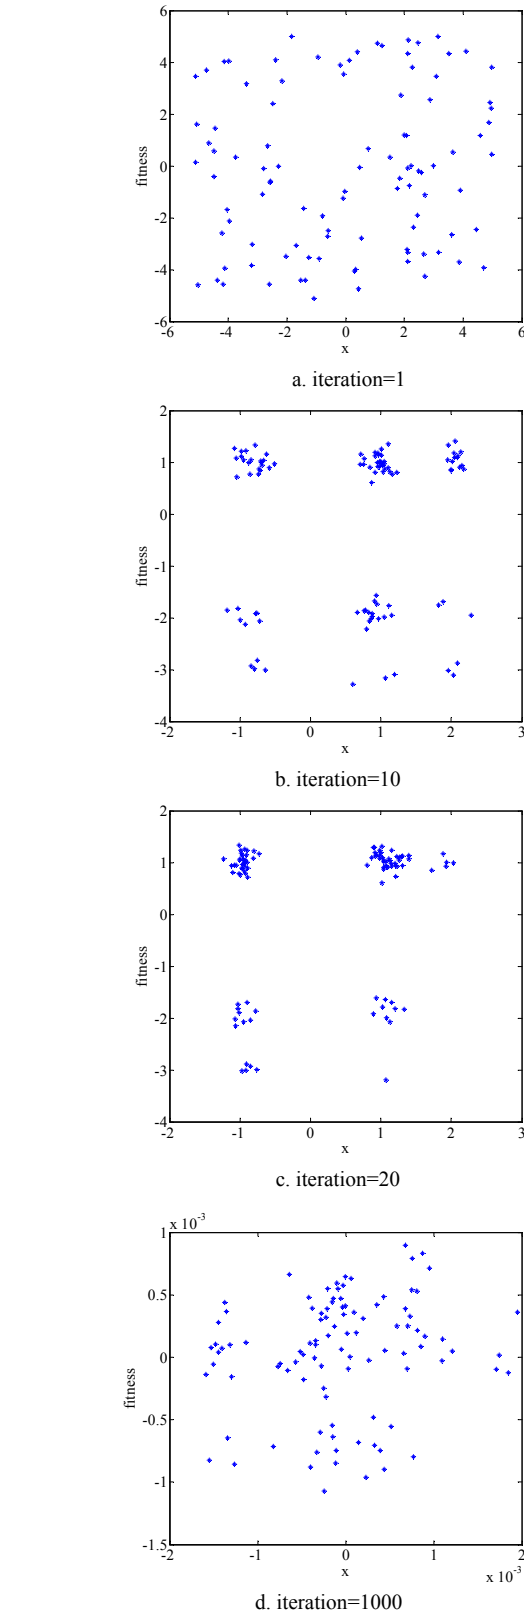 6
4
2
0
-2
-4
-6
fitness
-6 -4 -2 0 2 4 6
x
a. iteration=1
2
1
0
-1
-2
-3
-4
fitness
-2 -1 0 1 2 3
x
b. iteration=10
2
1
0
-1
-2
-3
-4
fitness
-2 -1 0 1 2 3
x
c. iteration=20
x 10-3
1
0.5
0
-0.5
-1
-1.5
fitness
-2 -1 0 1 2
x
x 10-3
d. iteration=1000